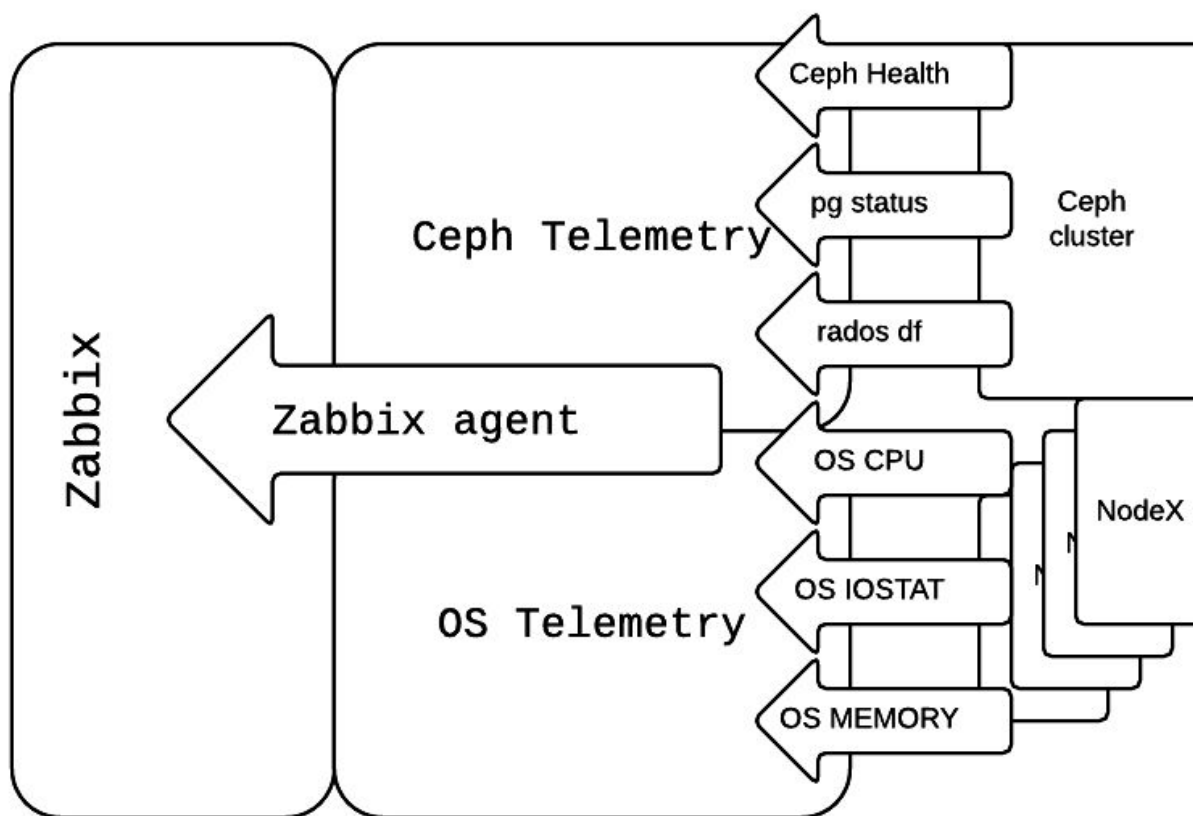 Zabbix
Ceph Telemetry
Zabbix agent
OS Telemetry
Ceph Health
pg status
rados df
OS CPU
OS IOSTAT
OS MEMORY
Ceph
cluster
NodeX